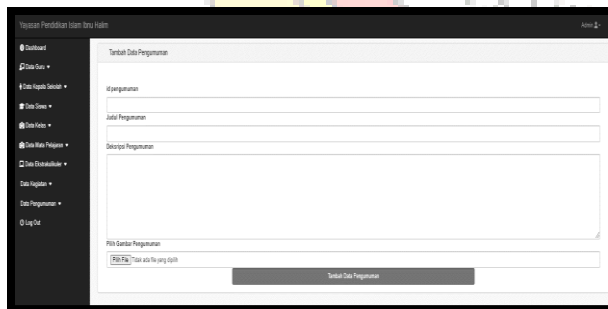 Yayasan Pendidikan Islam Ibnu Halim
Admin
Dashboard
Data Guru
Data Kepala Sekolah
Data Siswa
Data Kelas
Data Mata Pelajaran
Data Ekstrakulikuler
Data Kegiatan
Data Pengumuman
Log Out
Tambah Data Pengumuman
Id pengumuman
Judul Pengumuman
Deksripsi Pengumuman
Pilih Gambar Pengumuman
Pilih File Tidak ada file yang dipilih
Tambah Data Pengumuman